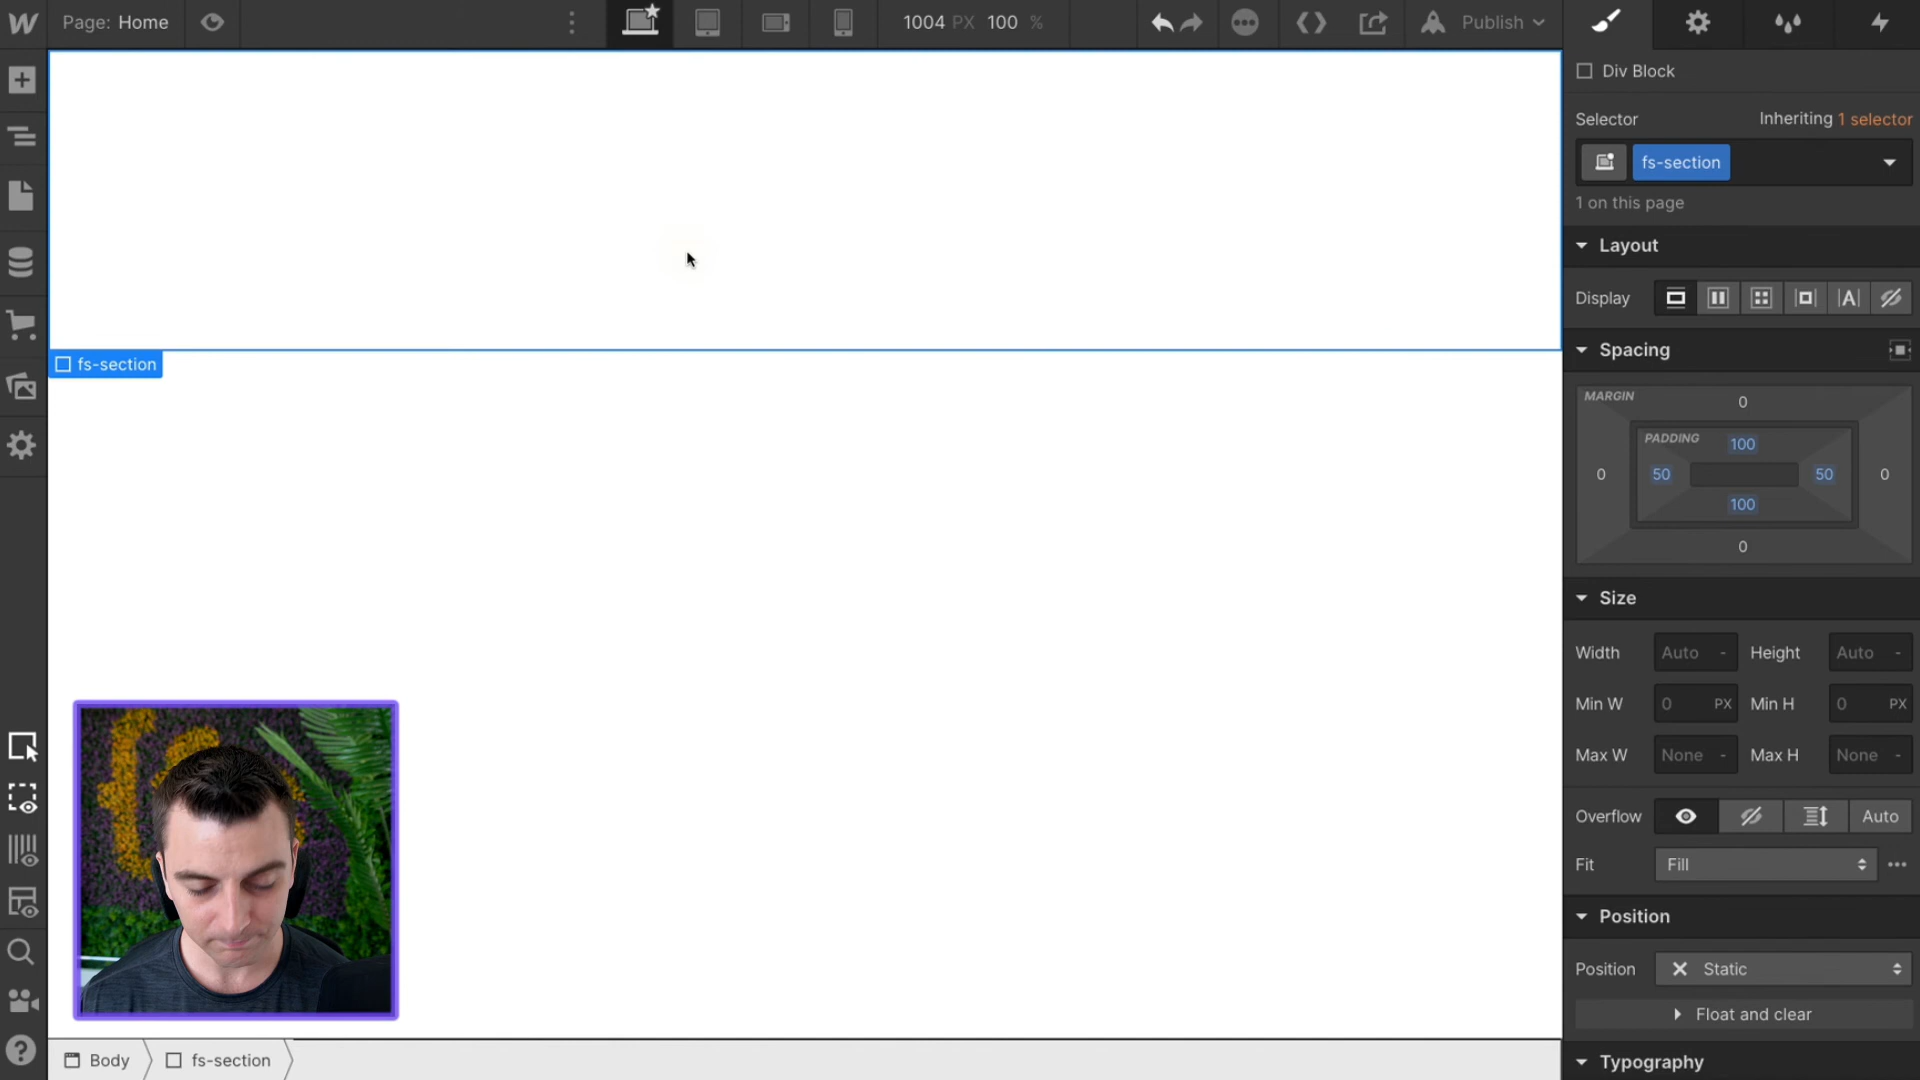 Page: Home
1004 PX 100 %
Publish
Div Block
Selector
Inheriting 1 selector
fs-section
1 on this page
Layout
Display
Spacing
MARGIN
0
PADDING
100
0
50
50
0
100
0
Size
Width
Auto -
Height
Auto -
Min W
0 PX
Min H
0 PX
Max W
None -
Max H
None -
Overflow
Auto
Fit
Fill
Position
Position
Static
Float and clear
Typography
fs-section
Body
fs-section